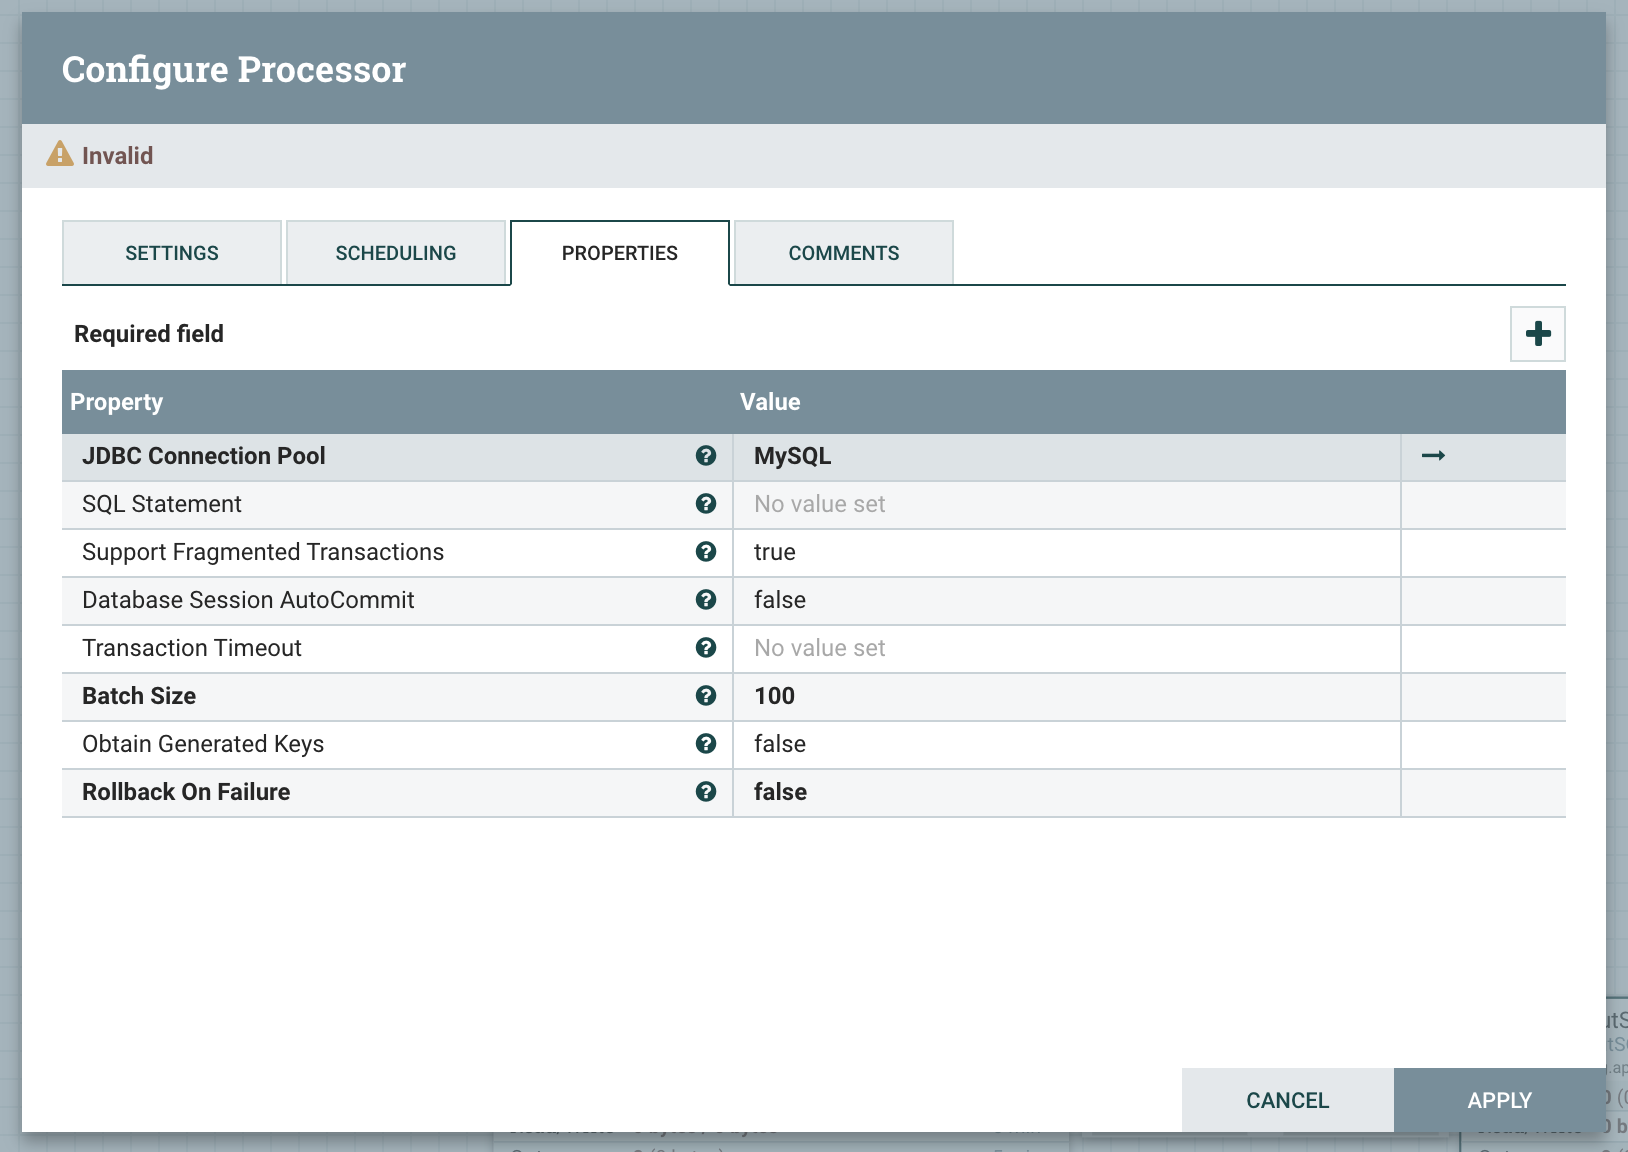 Configure Processor
Invalid
SETTINGS SCHEDULING PROPERTIES COMMENTS
Required field
Property Value
JDBC Connection Pool MySQL
SQL Statement No value set
Support Fragmented Transactions true
Database Session AutoCommit false
Transaction Timeout No value set
Batch Size 100
Obtain Generated Keys false
Rollback On Failure false
CANCEL APPLY